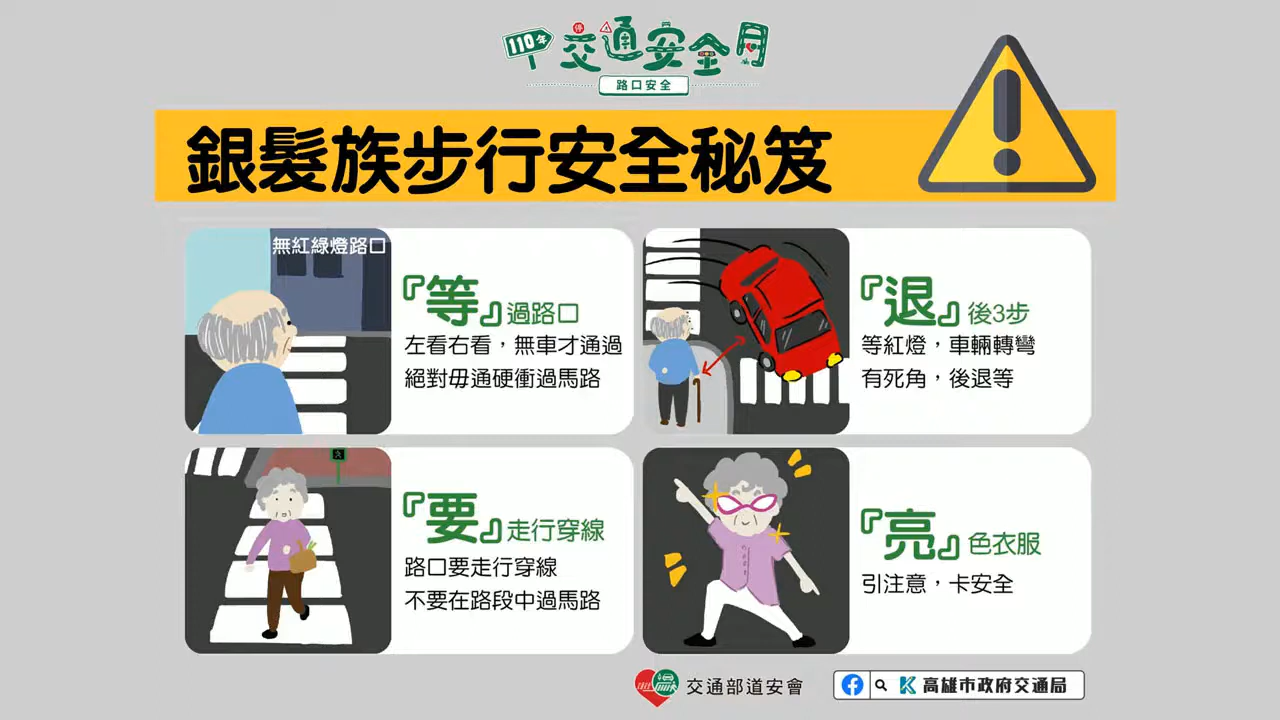 110年
交通安全月
路口安全
銀髮族步行安全秘笈
無紅綠燈路口
『等』過路口
左看右看，無車才通過
絕對毋通硬衝過馬路
『退』後3步
等紅燈，車輛轉彎
有死角，後退等
『要』走行穿線
路口要走行穿線
不要在路段中過馬路
『亮』色衣服
引注意，卡安全
交通部道安會
高雄市政府交通局